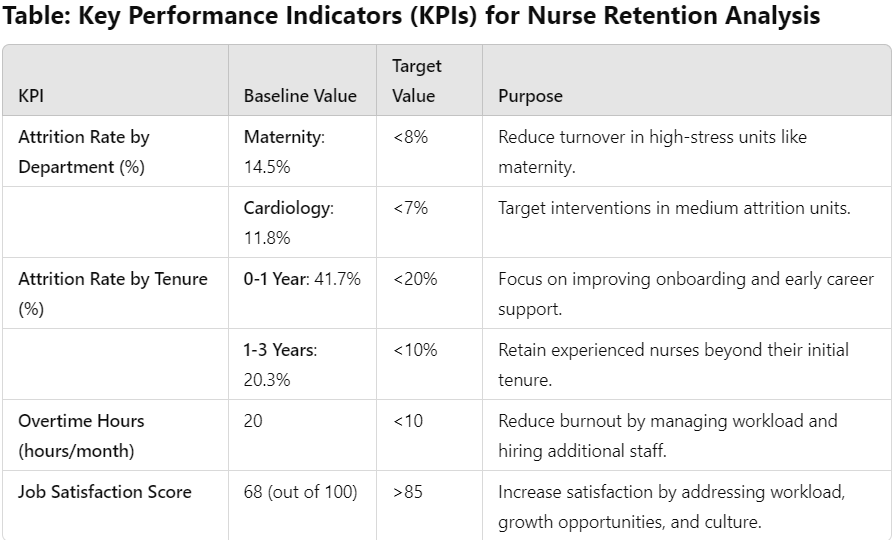 Table: Key Performance Indicators (KPIs) for Nurse Retention Analysis
KPI
Baseline Value
Target
Value
Purpose
Attrition Rate by
Department (%)
Maternity:
14.5%
<8%
Reduce turnover in high-stress units like
maternity.
Cardiology:
11.8%
<7%
Target interventions in medium attrition units.
Attrition Rate by Tenure
(%)
0-1 Year: 41.7%
<20%
Focus on improving onboarding and early career
support.
1-3 Years:
20.3%
<10%
Retain experienced nurses beyond their initial
tenure.
Overtime Hours
(hours/month)
20
<10
Reduce burnout by managing workload and
hiring additional staff.
Job Satisfaction Score
68 (out of 100)
>85
Increase satisfaction by addressing workload,
growth opportunities, and culture.